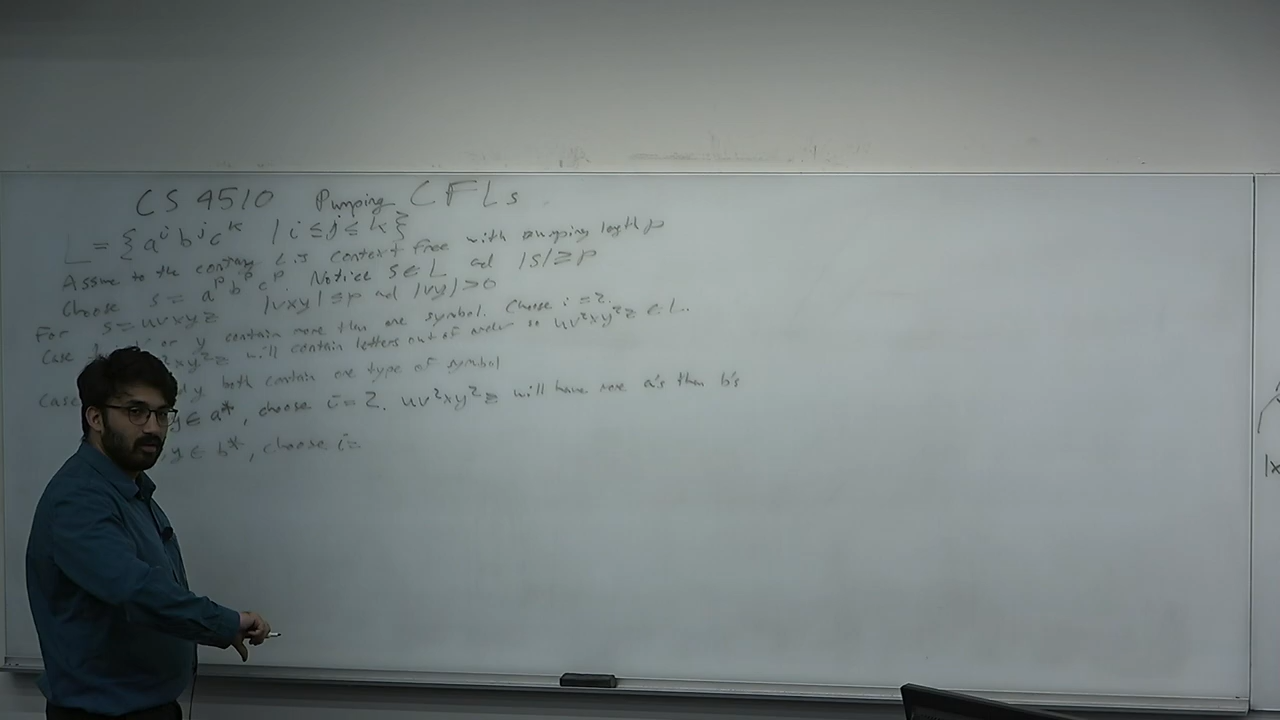 CS 4510 Pumping CFLs
L = {a^i b^j c^k | i ≤ j ≤ k}
Assume to the contrary L is context free with pumping length p
Choose s = a^p b^p c^p. Notice s ∈ L and |s| ≥ p
For s = uvxyz |vxy| ≤ p and |vy| > 0
Case or y contain more than one symbol. Choose i = 2.
xy²z will contain letters out of order so uv²xy²z ∉ L.
Case y both contain one type of symbol
y ∈ a*, choose i = 2. uv²xy²z will have more a's than b's
y ∈ b*, choose i =
|x